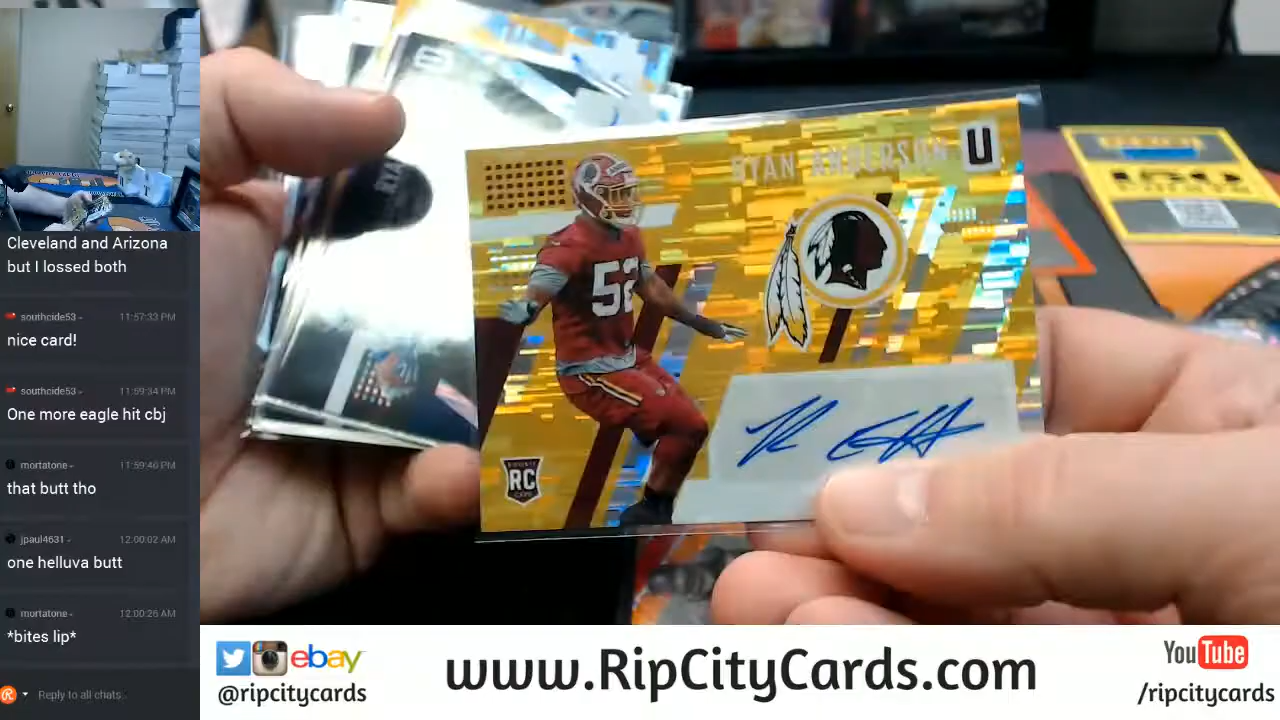 Cleveland and Arizona
but I lossed both
southcide53
11:57:33 PM
nice card!
southcide53
11:59:34 PM
One more eagle hit cbj
mortatone
11:59:46 PM
that butt tho
jpaul4631
12:00:02 AM
one helluva butt
mortatone
12:00:26 AM
*bites lip*
Reply to all chats..
RYAN ANDERSON
U
52
ROOKIE
RC
CARD
ebay
@ripcitycards
www.RipCityCards.com
YouTube
/ripcitycards